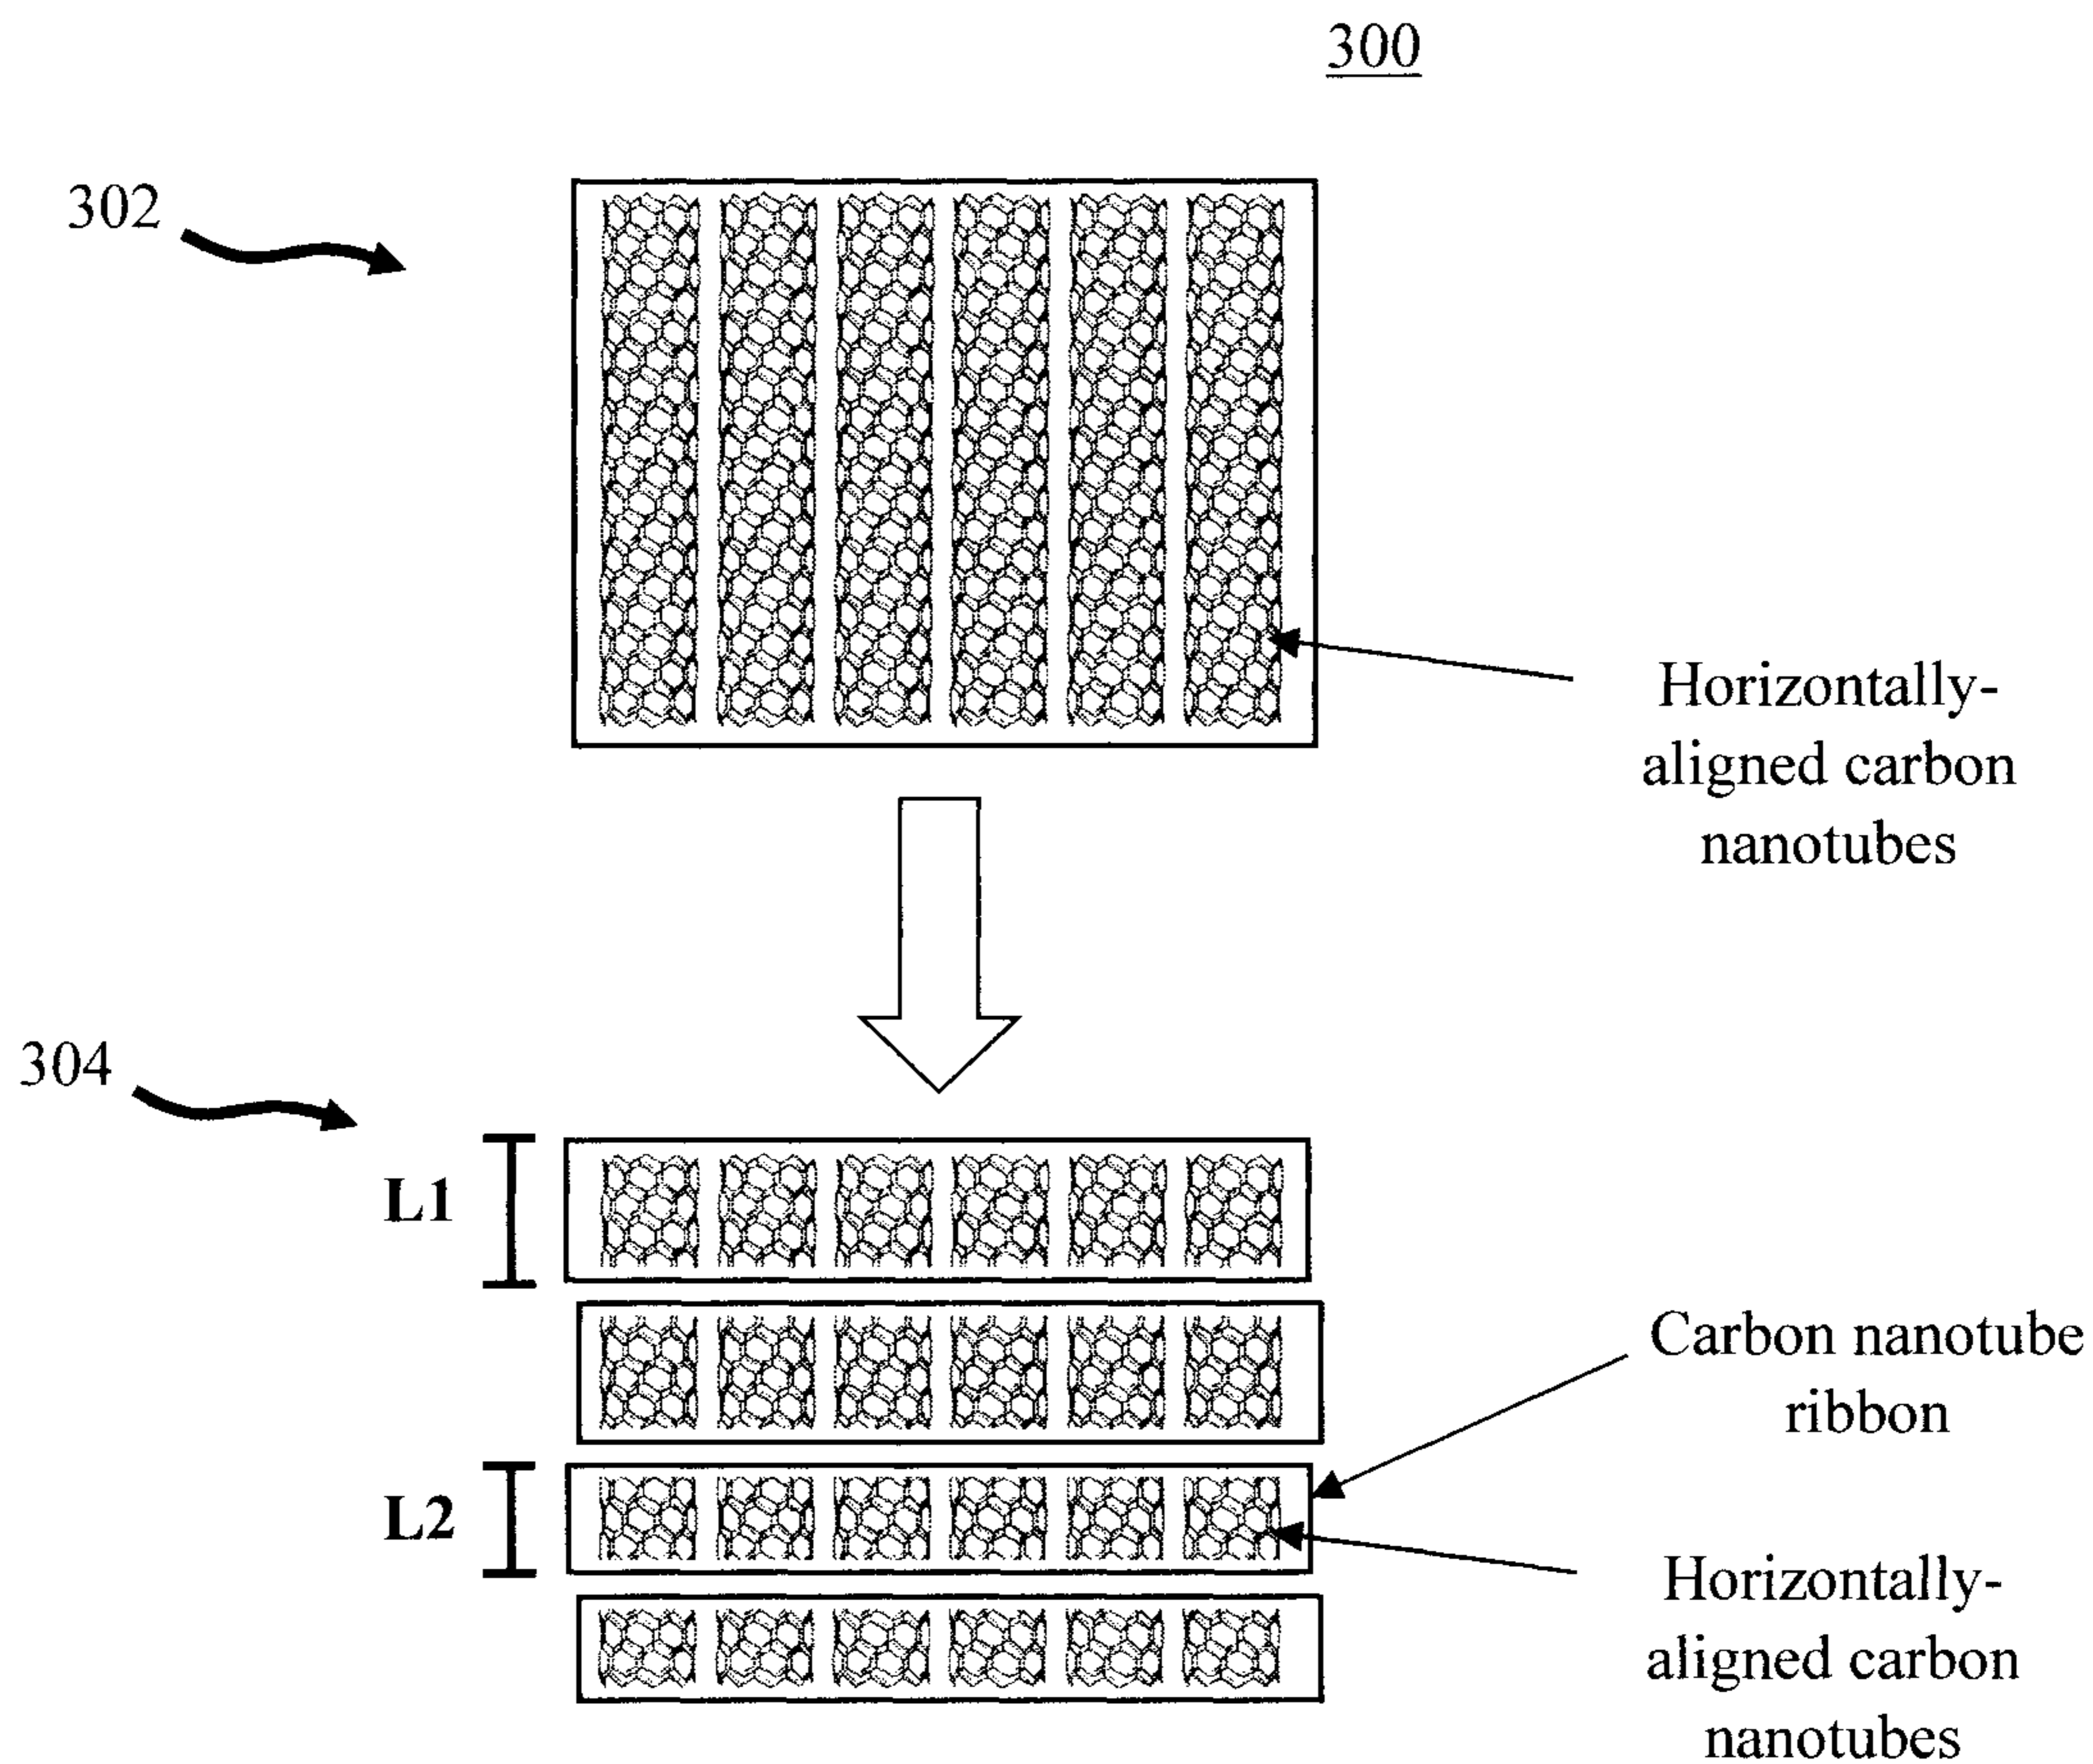 300
302
Horizontally-
aligned carbon
nanotubes
304
L1
Carbon nanotube
ribbon
L2
Horizontally-
aligned carbon
nanotubes